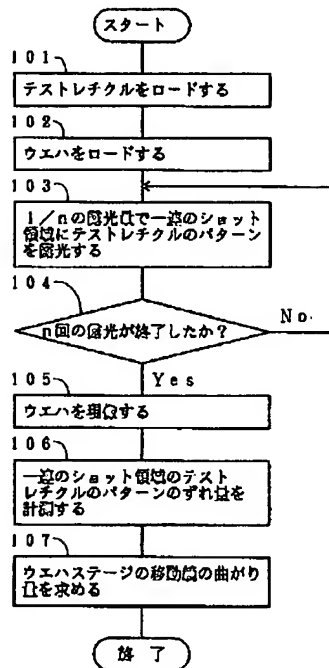 スタート
101
テストレチクルをロードする
102
ウエハをロードする
103
1/nの露光量で一連のショット
領域にテストレチクルのパターン
を露光する
104
n回の露光が終了したか?
No
Yes
105
ウエハを現像する
106
一連のショット領域のテスト
レチクルのパターンのずれ量を
計測する
107
ウエハステージの移動鏡の曲がり
量を求める
終了